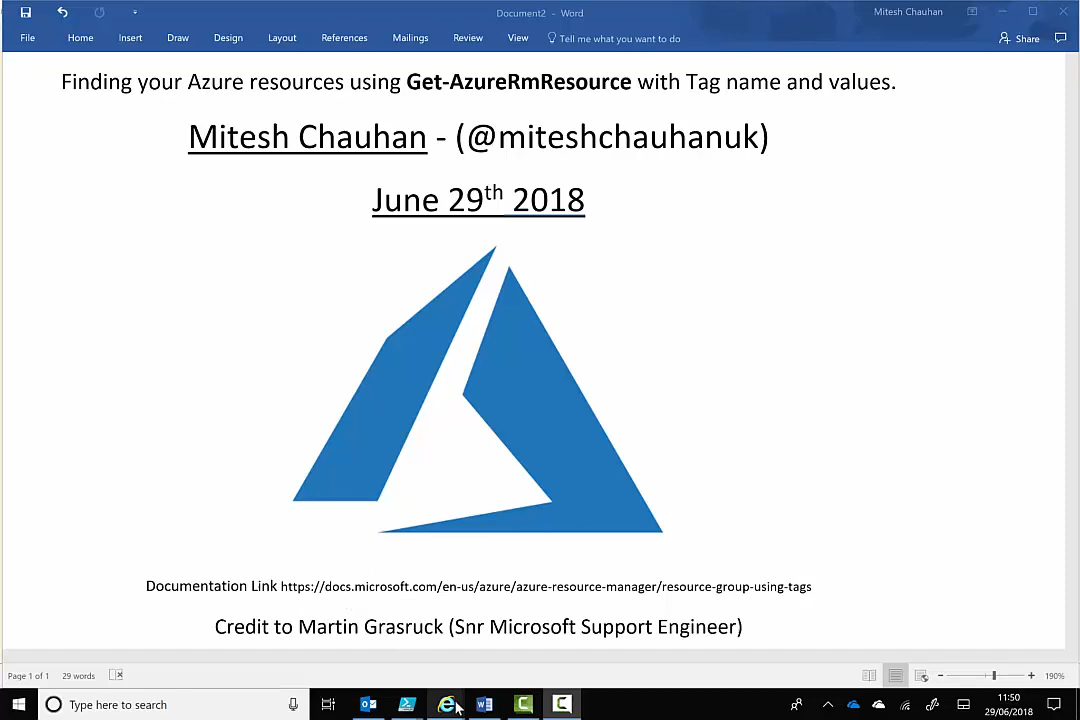 Document2 - Word
Mitesh Chauhan
File Home Insert Draw Design Layout References Mailings Review View Tell me what you want to do Share
Finding your Azure resources using Get-AzureRmResource with Tag name and values.
Mitesh Chauhan - (@miteshchauhanuk)
June 29th 2018
Documentation Link https://docs.microsoft.com/en-us/azure/azure-resource-manager/resource-group-using-tags
Credit to Martin Grasruck (Snr Microsoft Support Engineer)
Page 1 of 1 29 words 190%
Type here to search
11:50
29/06/2018